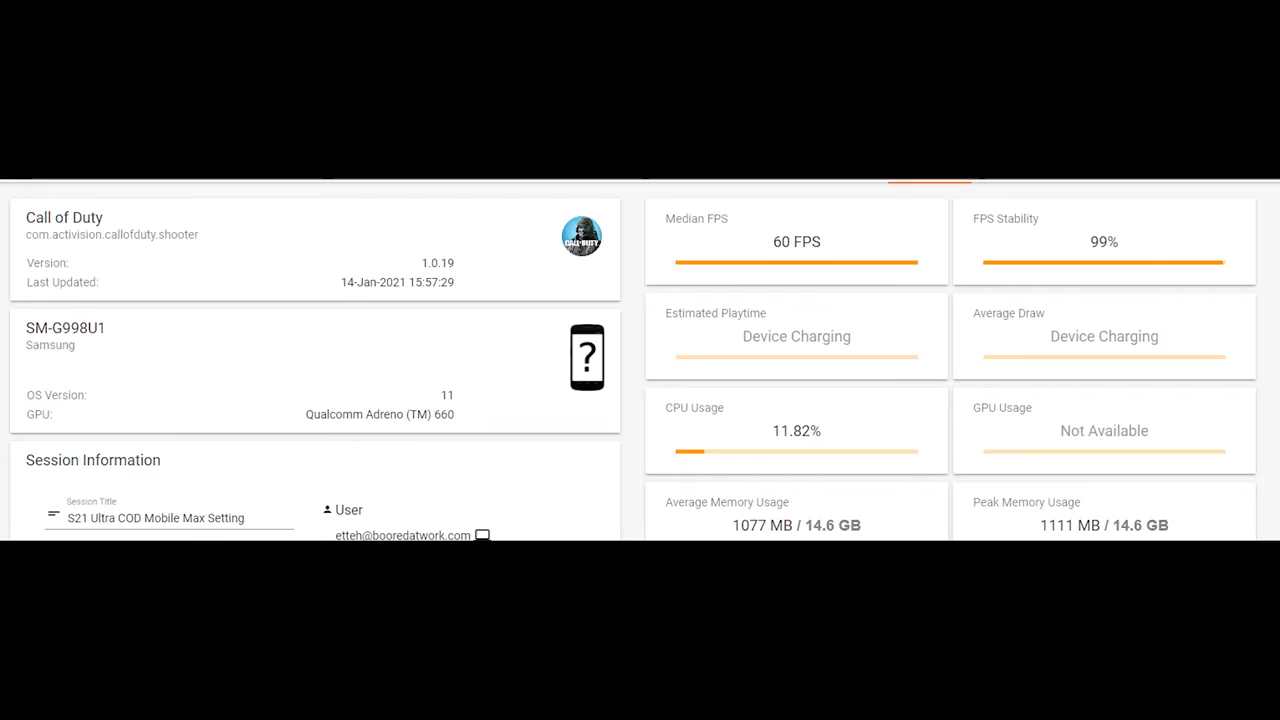 Call of Duty
com.activision.callofduty.shooter
CALL OF DUTY
Version: 1.0.19
Last Updated: 14-Jan-2021 15:57:29
SM-G998U1
Samsung
?
OS Version: 11
GPU: Qualcomm Adreno (TM) 660
Session Information
Session Title
S21 Ultra COD Mobile Max Setting
User
etteh@booredatwork.com
Median FPS
60 FPS
FPS Stability
99%
Estimated Playtime
Device Charging
Average Draw
Device Charging
CPU Usage
11.82%
GPU Usage
Not Available
Average Memory Usage
1077 MB / 14.6 GB
Peak Memory Usage
1111 MB / 14.6 GB